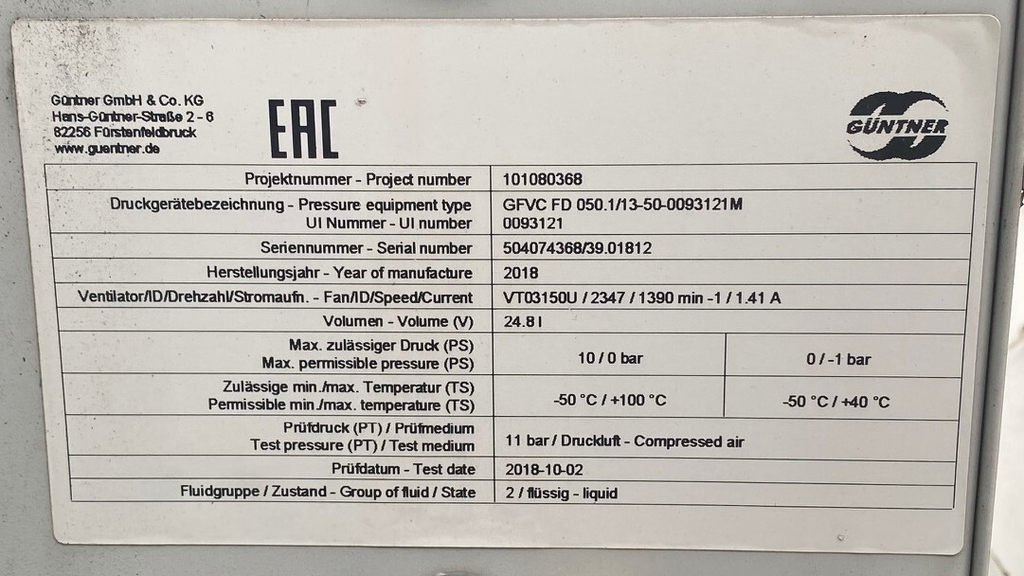 Güntner GmbH & Co. KG
Hans-Güntner-Straße 2 - 6
82256 Fürstenfeldbruck
www.guentner.de
EAC
GÜNTNER
Projektnummer - Project number 101080368
Druckgerätebezeichnung - Pressure equipment type GFVC FD 050.1/13-50-0093121M
UI Nummer - UI number 0093121
Seriennummer - Serial number 504074368/39.01812
Herstellungsjahr - Year of manufacture 2018
Ventilator/ID/Drehzahl/Stromaufn. - Fan/ID/Speed/Current VT03150U / 2347 / 1390 min -1 / 1.41 A
Volumen - Volume (V) 24.8 l
Max. zulässiger Druck (PS)
Max. permissible pressure (PS) 10 / 0 bar 0 / -1 bar
Zulässige min./max. Temperatur (TS)
Permissible min./max. temperature (TS) -50 °C / +100 °C -50 °C / +40 °C
Prüfdruck (PT) / Prüfmedium
Test pressure (PT) / Test medium 11 bar / Druckluft - Compressed air
Prüfdatum - Test date 2018-10-02
Fluidgruppe / Zustand - Group of fluid / State 2 / flüssig - liquid